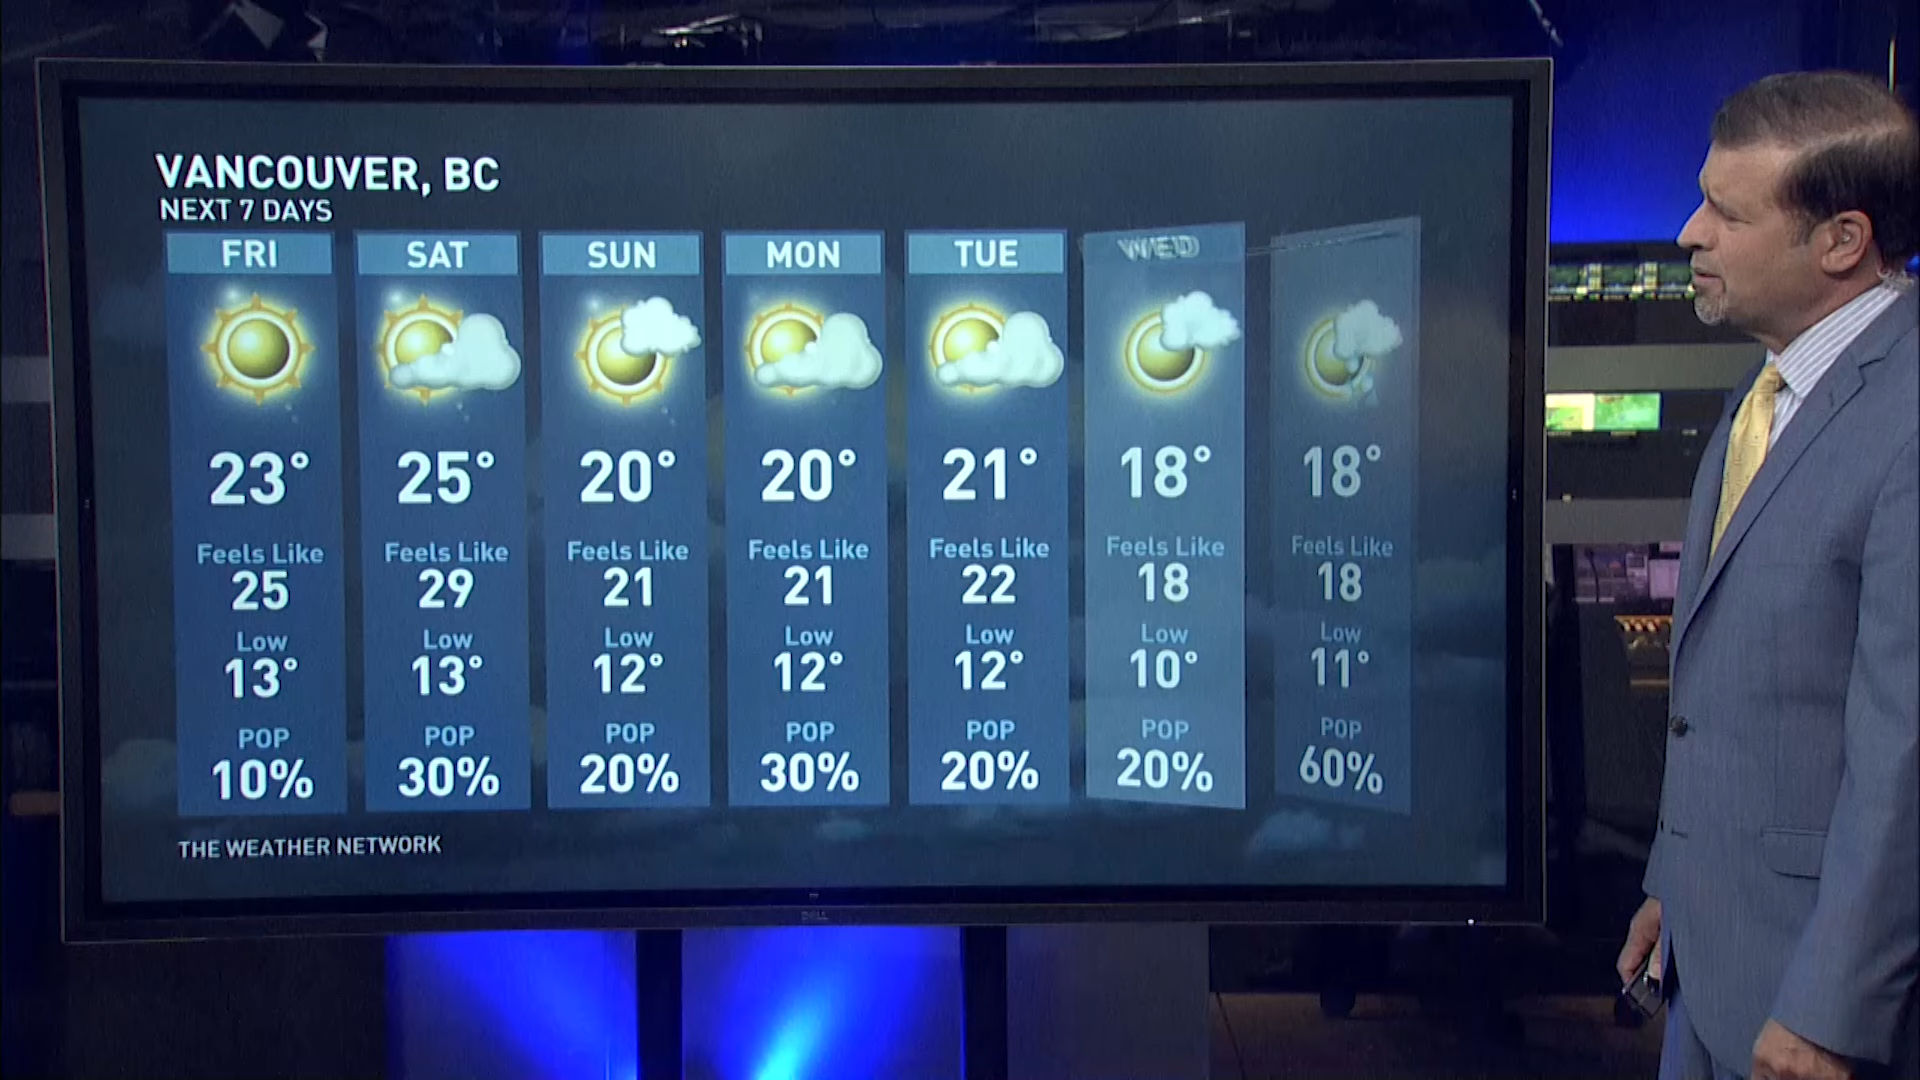 VANCOUVER, BC
NEXT 7 DAYS
FRI SAT SUN MON TUE WED
23° 25° 20° 20° 21° 18° 18°
Feels Like Feels Like Feels Like Feels Like Feels Like Feels Like Feels Like
25 29 21 21 22 18 18
Low Low Low Low Low Low Low
13° 13° 12° 12° 12° 10° 11°
POP POP POP POP POP POP POP
10% 30% 20% 30% 20% 20% 60%
THE WEATHER NETWORK
DELL